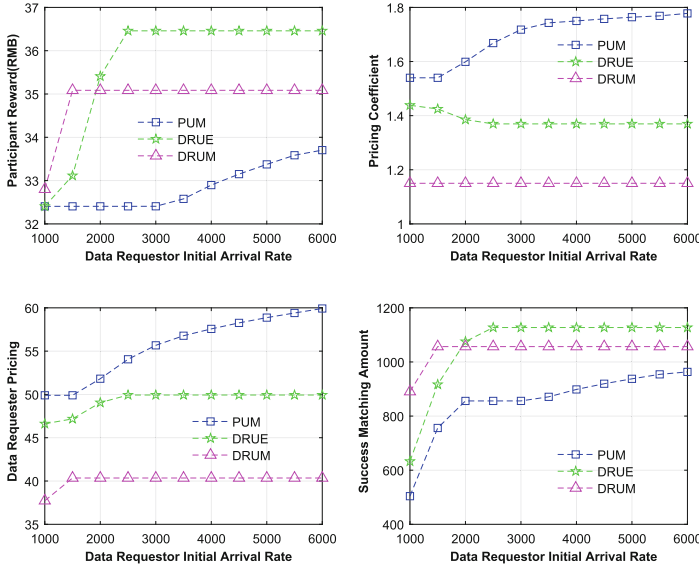 37
36
35
34
33
32
Participant Reward(RMB)
PUM
DRUE
DRUM
1000 2000 3000 4000 5000 6000
Data Requestor Initial Arrival Rate
1.8
1.6
1.4
1.2
1
Pricing Coefficient
PUM
DRUE
DRUM
1000 2000 3000 4000 5000 6000
Data Requestor Initial Arrival Rate
60
55
50
45
40
35
Data Requester Pricing
PUM
DRUE
DRUM
1000 2000 3000 4000 5000 6000
Data Requestor Initial Arrival Rate
1200
1000
800
600
400
Success Matching Amount
PUM
DRUE
DRUM
1000 2000 3000 4000 5000 6000
Data Requestor Initial Arrival Rate